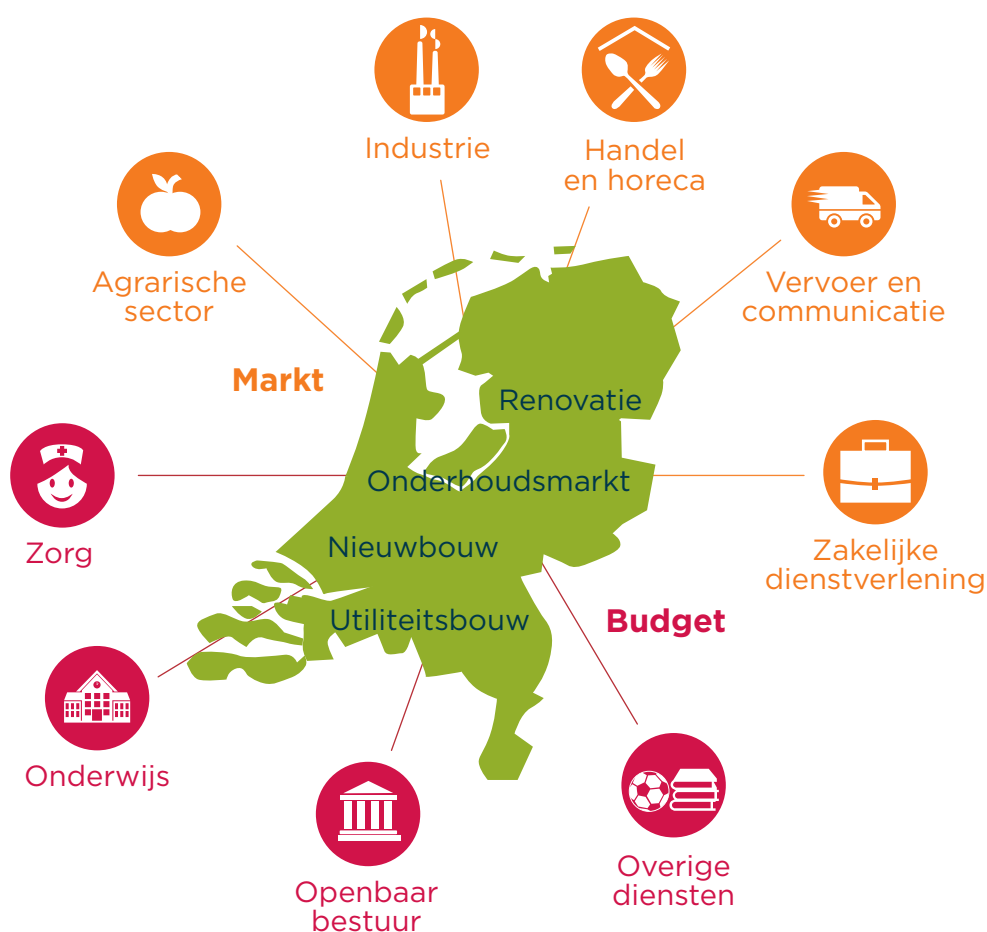 Industrie
Handel
en horeca
Agrarische
sector
Vervoer en
communicatie
Markt
Renovatie
Onderhoudsmarkt
Zorg
Nieuwbouw
Zakelijke
dienstverlening
Utiliteitsbouw
Budget
Onderwijs
Openbaar
bestuur
Overige
diensten